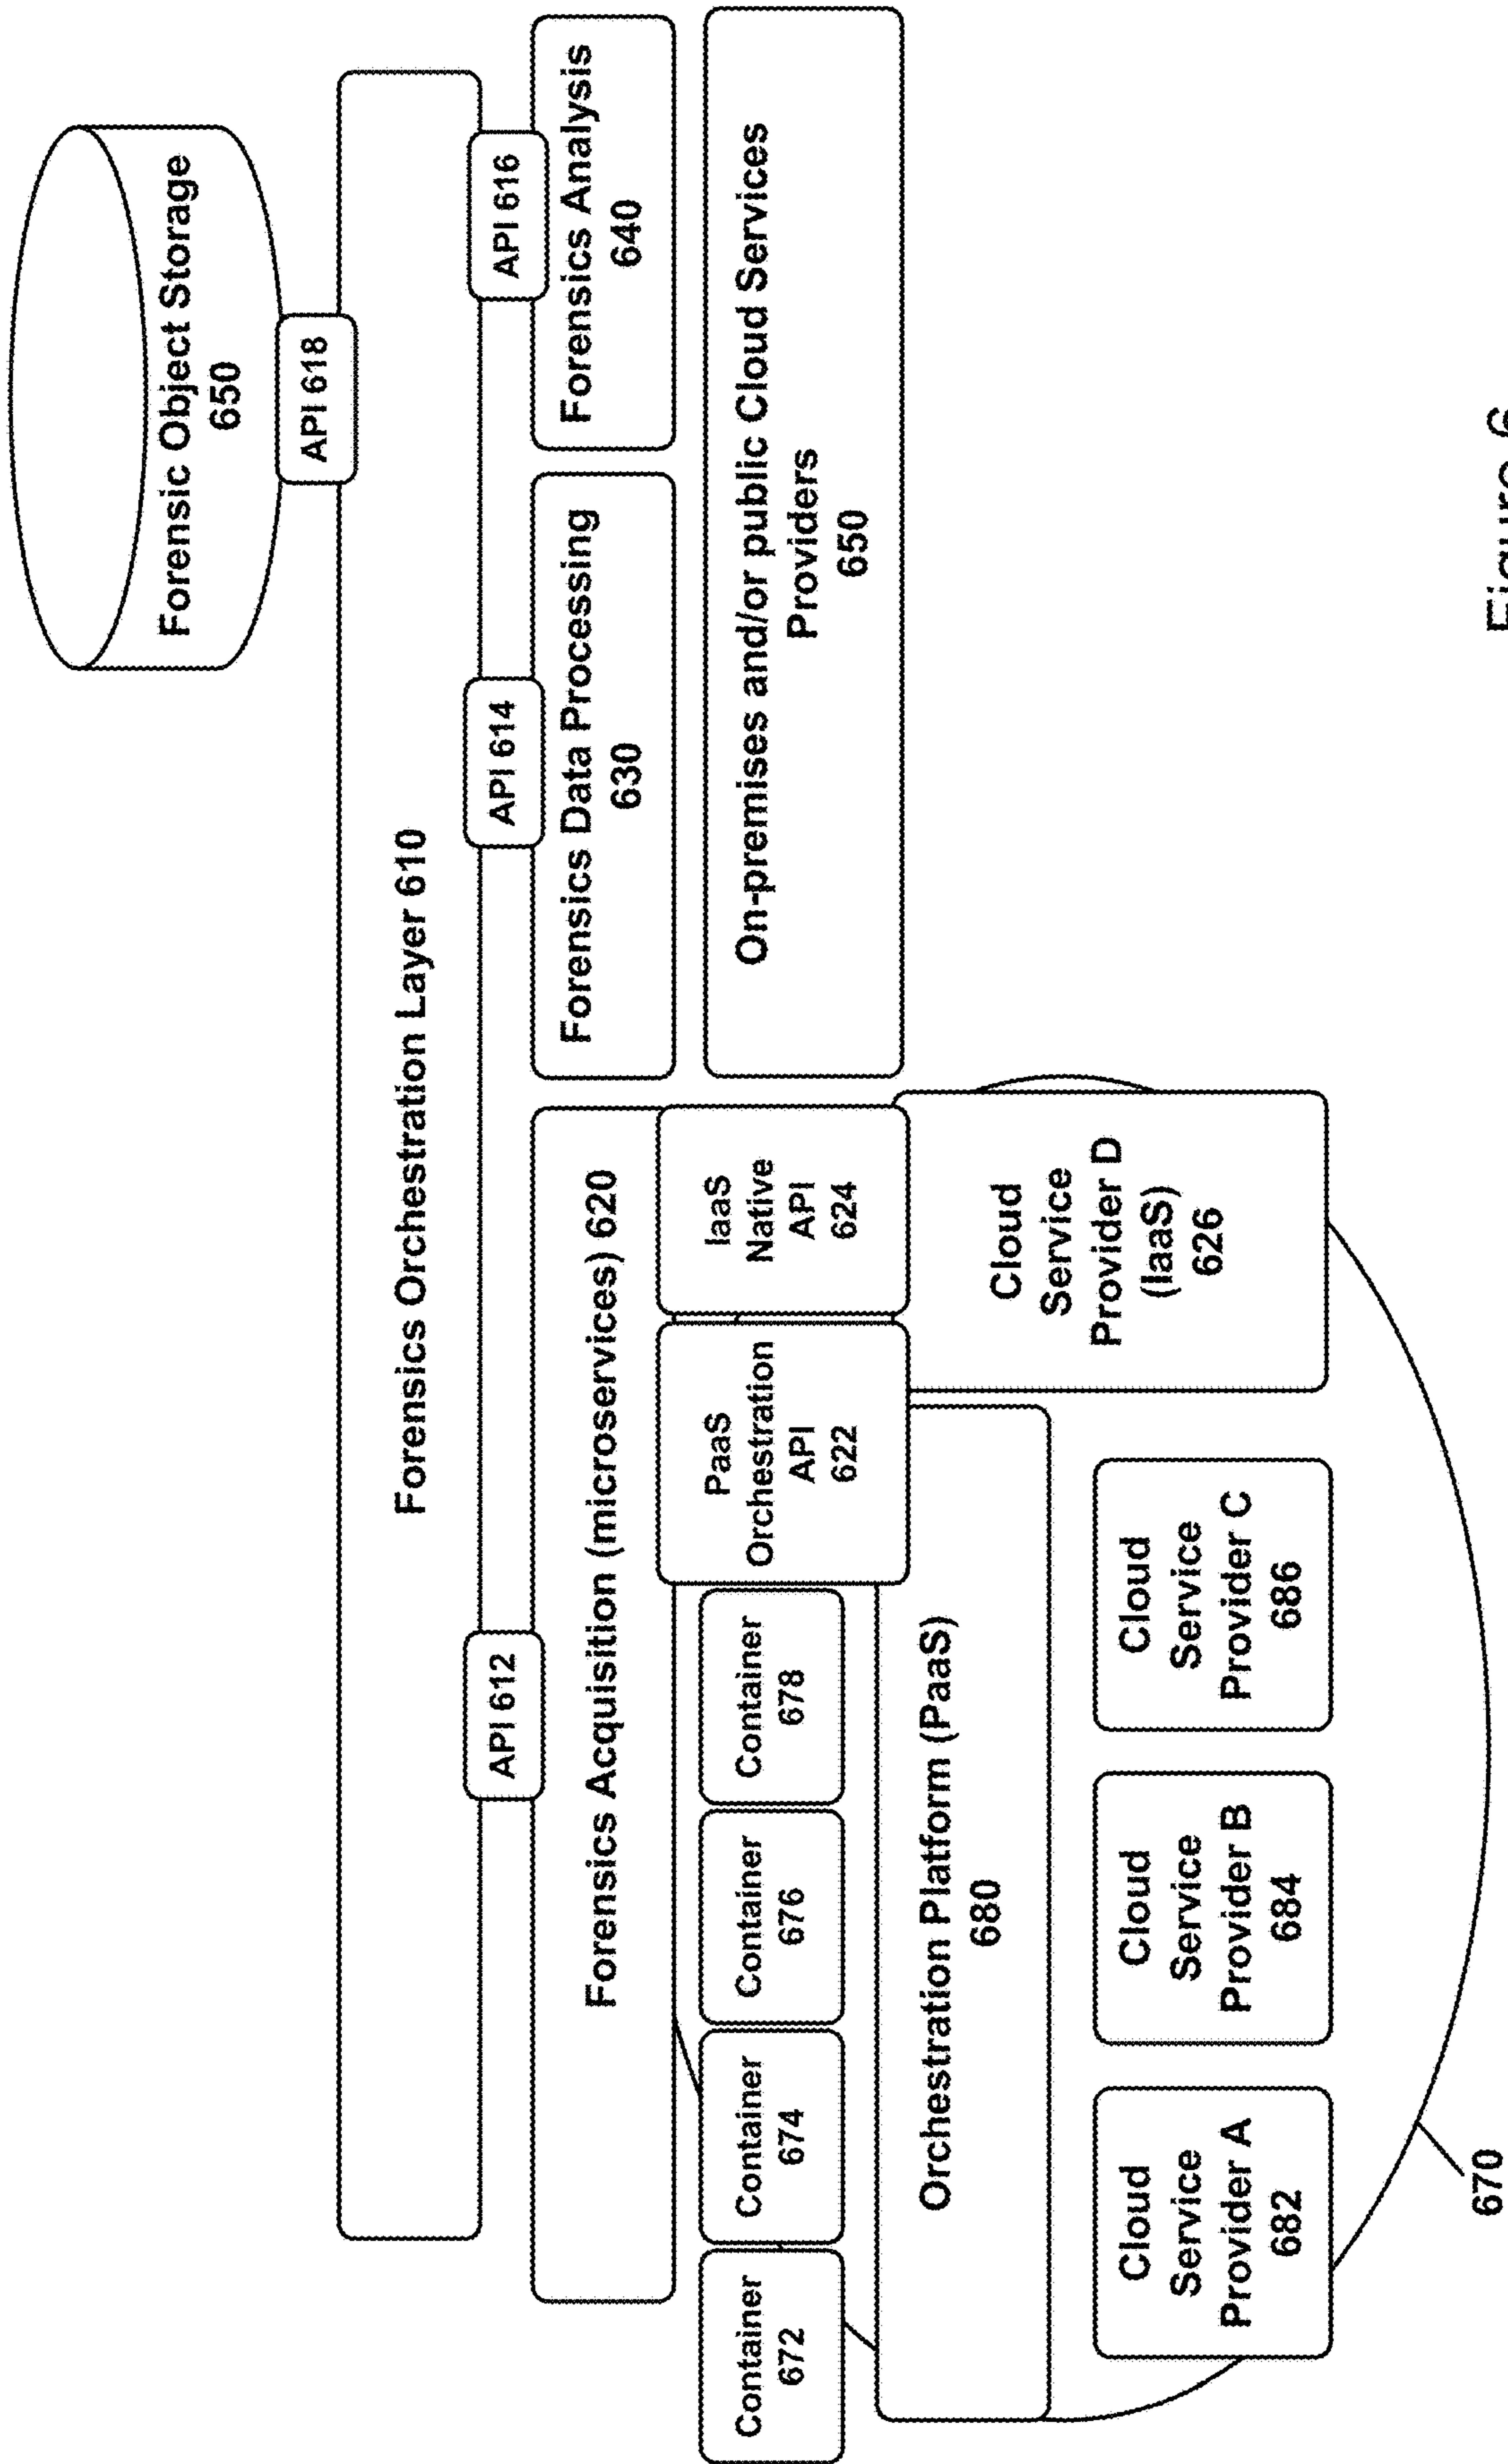 Forensic Object Storage
650
API 618
Forensics Orchestration Layer 610
API 612
API 614
API 616
Forensics Acquisition (microservices) 620
Forensics Data Processing
630
Forensics Analysis
640
Container
672
Container
674
Container
676
Container
678
PaaS
Orchestration
API
622
IaaS
Native
API
624
On-premises and/or public Cloud Services
Providers
650
Orchestration Platform (PaaS)
680
Cloud
Service
Provider D
(IaaS)
626
Cloud
Service
Provider A
682
Cloud
Service
Provider B
684
Cloud
Service
Provider C
686
670
Figure 6